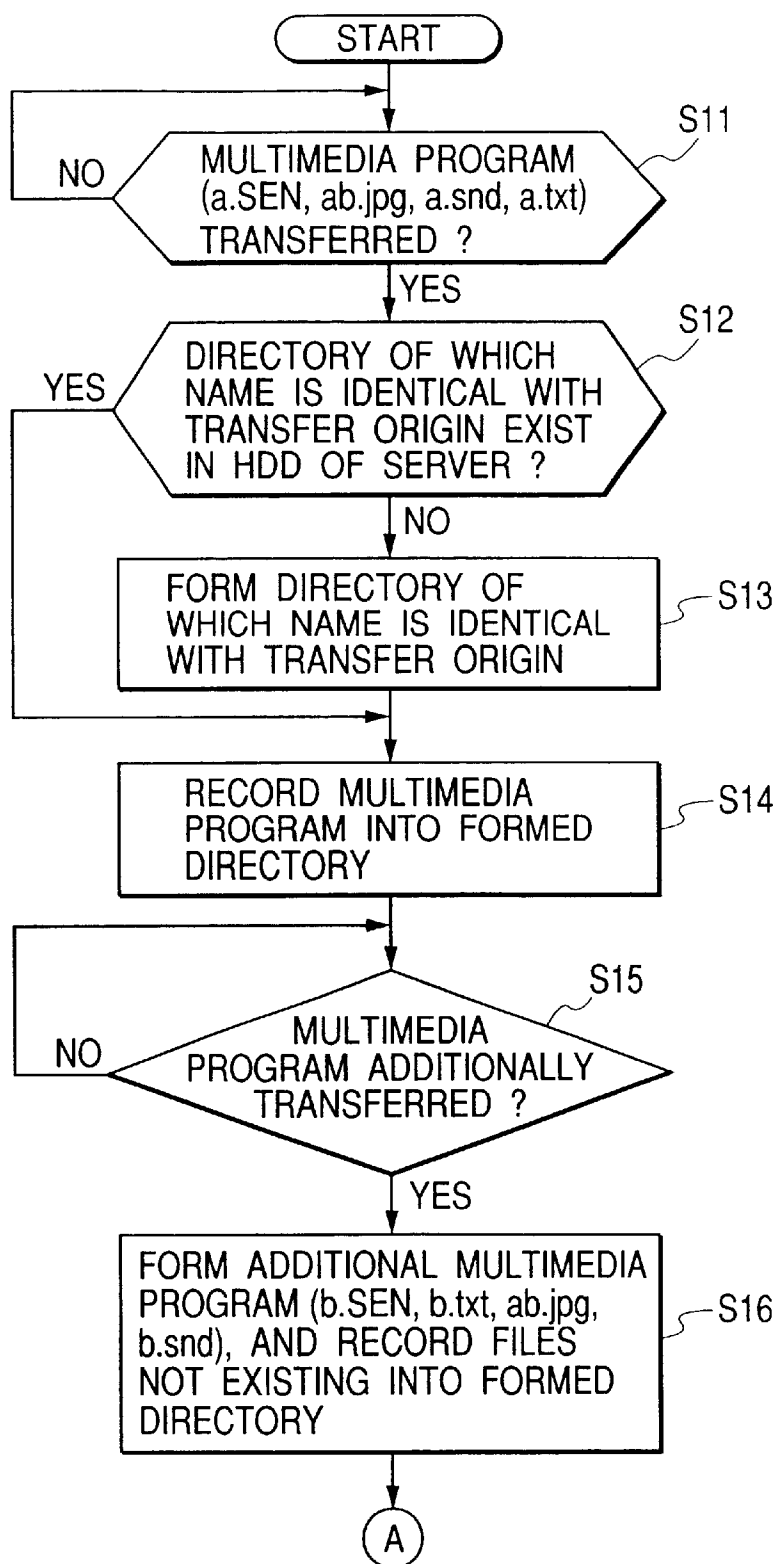 START
S11
NO
MULTIMEDIA PROGRAM
(a.SEN, ab.jpg, a.snd, a.txt)
TRANSFERRED ?
YES
S12
YES
DIRECTORY OF WHICH
NAME IS IDENTICAL WITH
TRANSFER ORIGIN EXIST
IN HDD OF SERVER ?
NO
FORM DIRECTORY OF
WHICH NAME IS IDENTICAL
WITH TRANSFER ORIGIN
S13
RECORD MULTIMEDIA
PROGRAM INTO FORMED
DIRECTORY
S14
S15
NO
MULTIMEDIA
PROGRAM ADDITIONALLY
TRANSFERRED ?
YES
FORM ADDITIONAL MULTIMEDIA
PROGRAM (b.SEN, b.txt, ab.jpg,
b.snd), AND RECORD FILES
NOT EXISTING INTO FORMED
DIRECTORY
S16
A